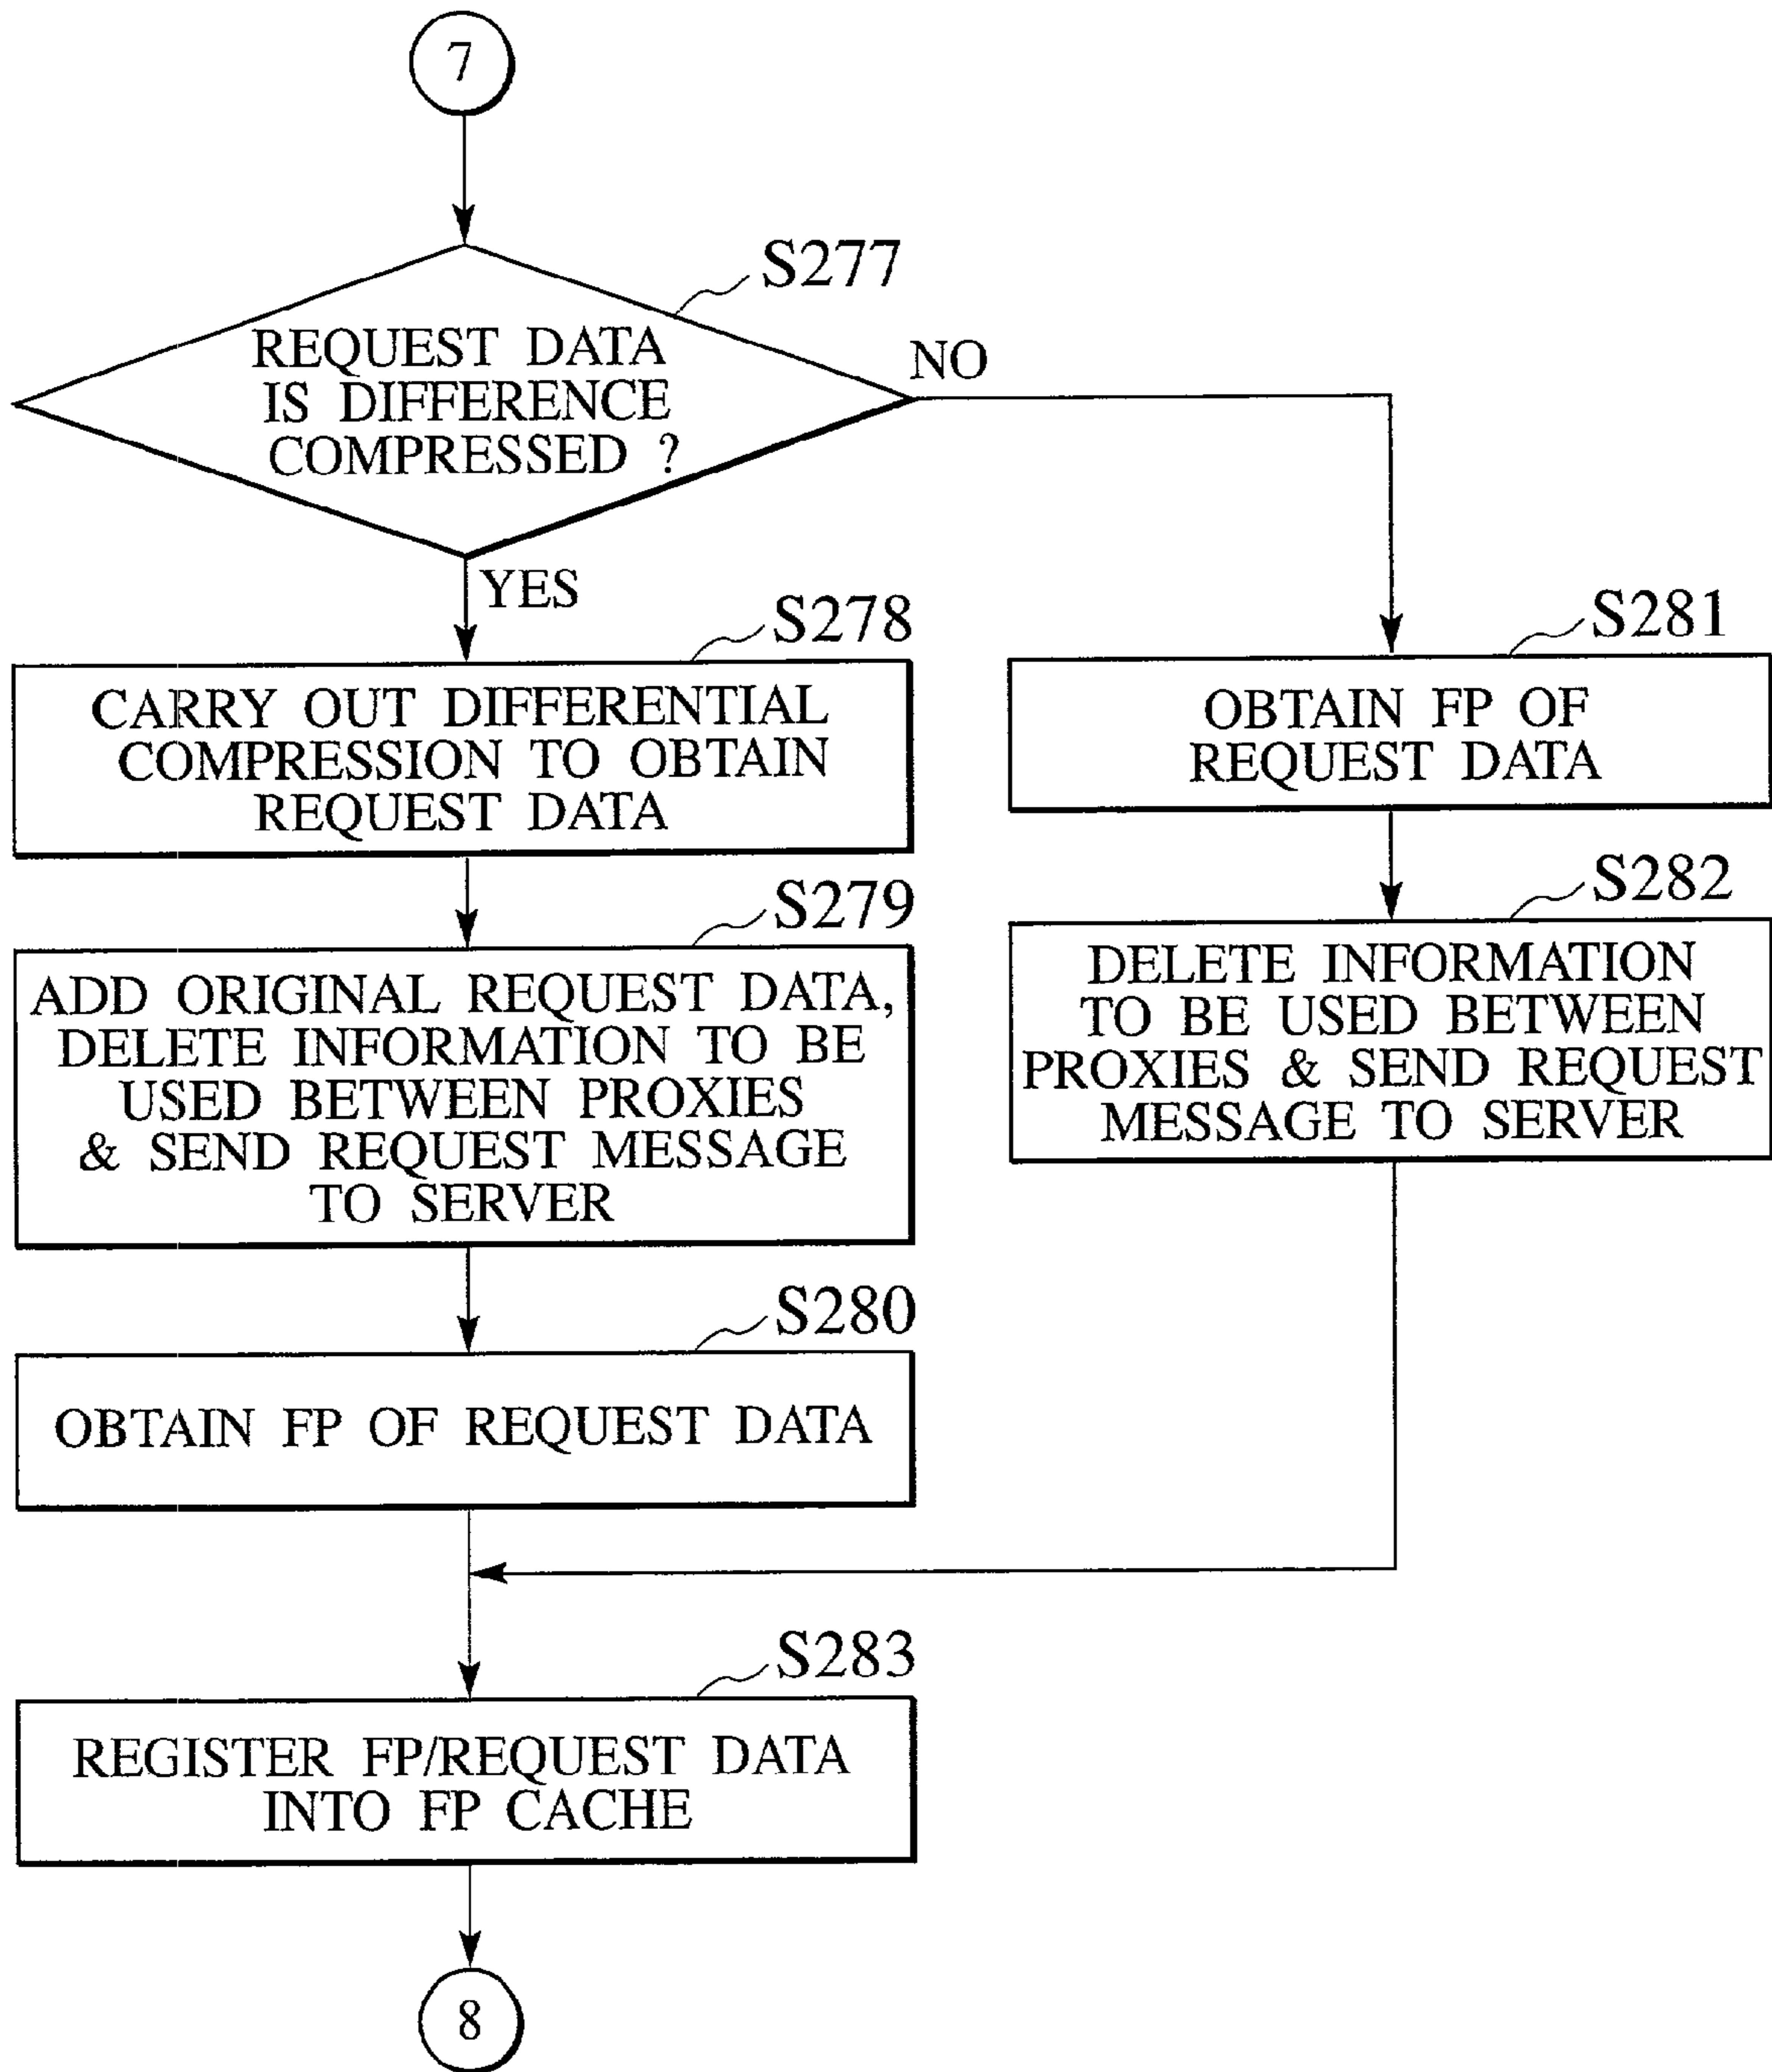 7
S277
REQUEST DATA
IS DIFFERENCE
COMPRESSED ?
NO
YES
S278
CARRY OUT DIFFERENTIAL
COMPRESSION TO OBTAIN
REQUEST DATA
S281
OBTAIN FP OF
REQUEST DATA
S279
ADD ORIGINAL REQUEST DATA,
DELETE INFORMATION TO BE
USED BETWEEN PROXIES
& SEND REQUEST MESSAGE
TO SERVER
S282
DELETE INFORMATION
TO BE USED BETWEEN
PROXIES & SEND REQUEST
MESSAGE TO SERVER
S280
OBTAIN FP OF REQUEST DATA
S283
REGISTER FP/REQUEST DATA
INTO FP CACHE
8